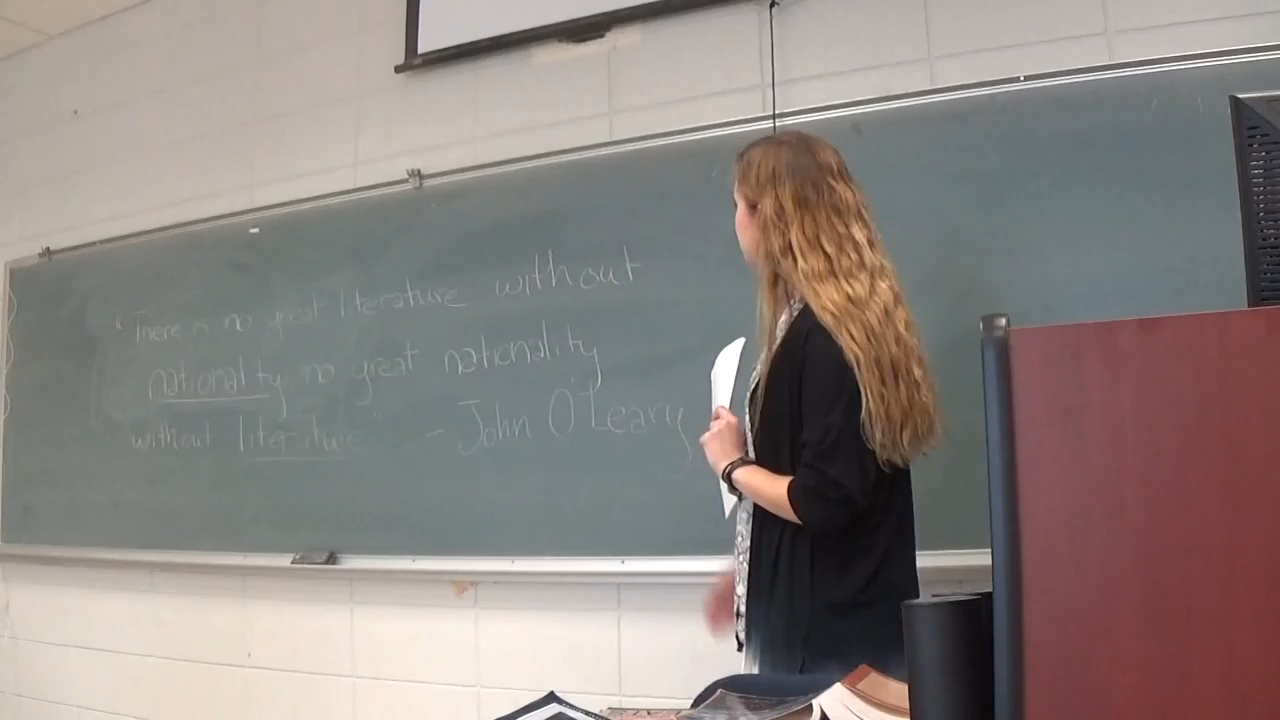 "There is no great literature without
nationality no great nationality
without literature" - John O'Leary